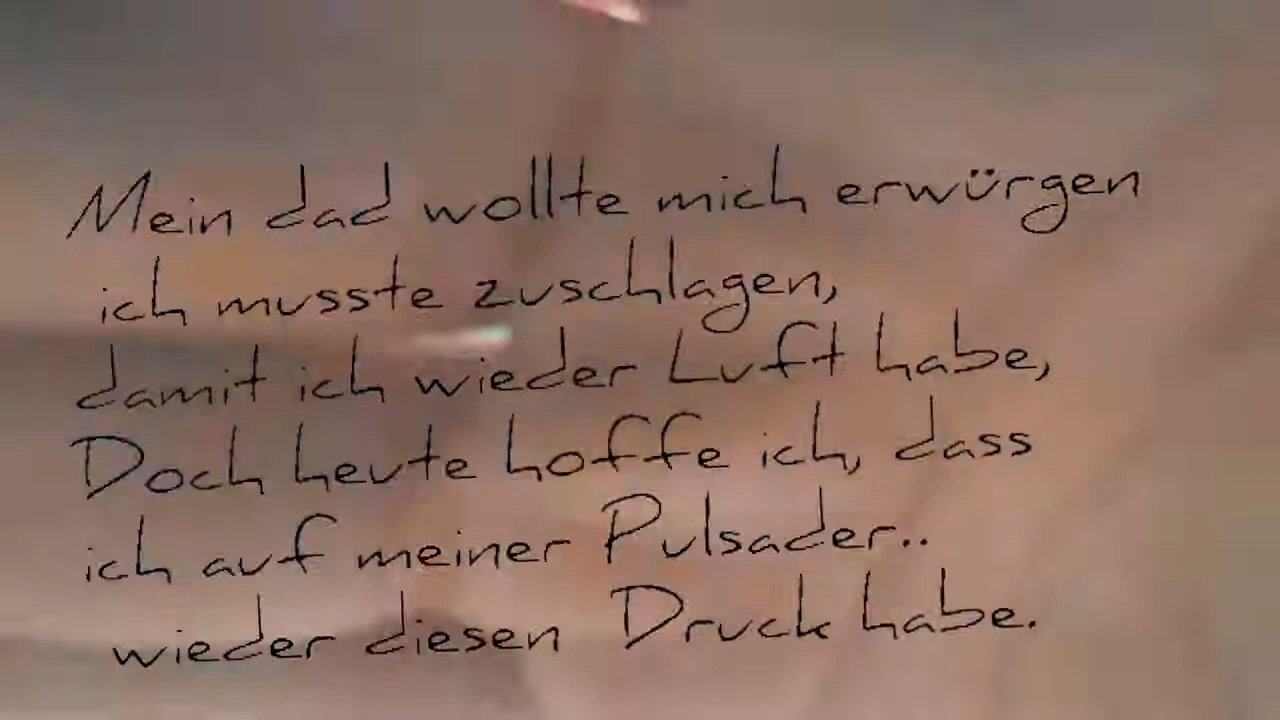 Mein dad wollte mich erwürgen
ich musste zuschlagen,
damit ich wieder Luft habe,
Doch heute hoffe ich, dass
ich auf meiner Pulsader..
wieder diesen Druck habe.